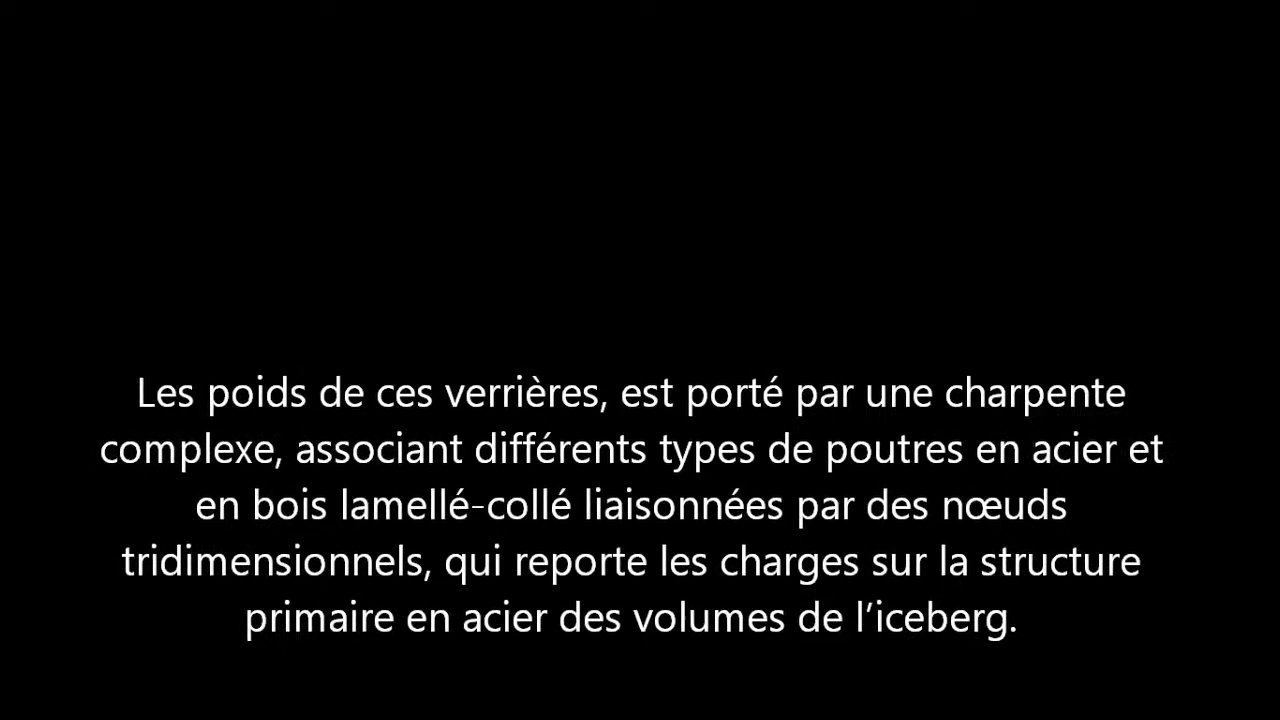 Les poids de ces verrières, est porté par une charpente
complexe, associant différents types de poutres en acier et
en bois lamellé-collé liaisonnées par des nœuds
tridimensionnels, qui reporte les charges sur la structure
primaire en acier des volumes de l’iceberg.